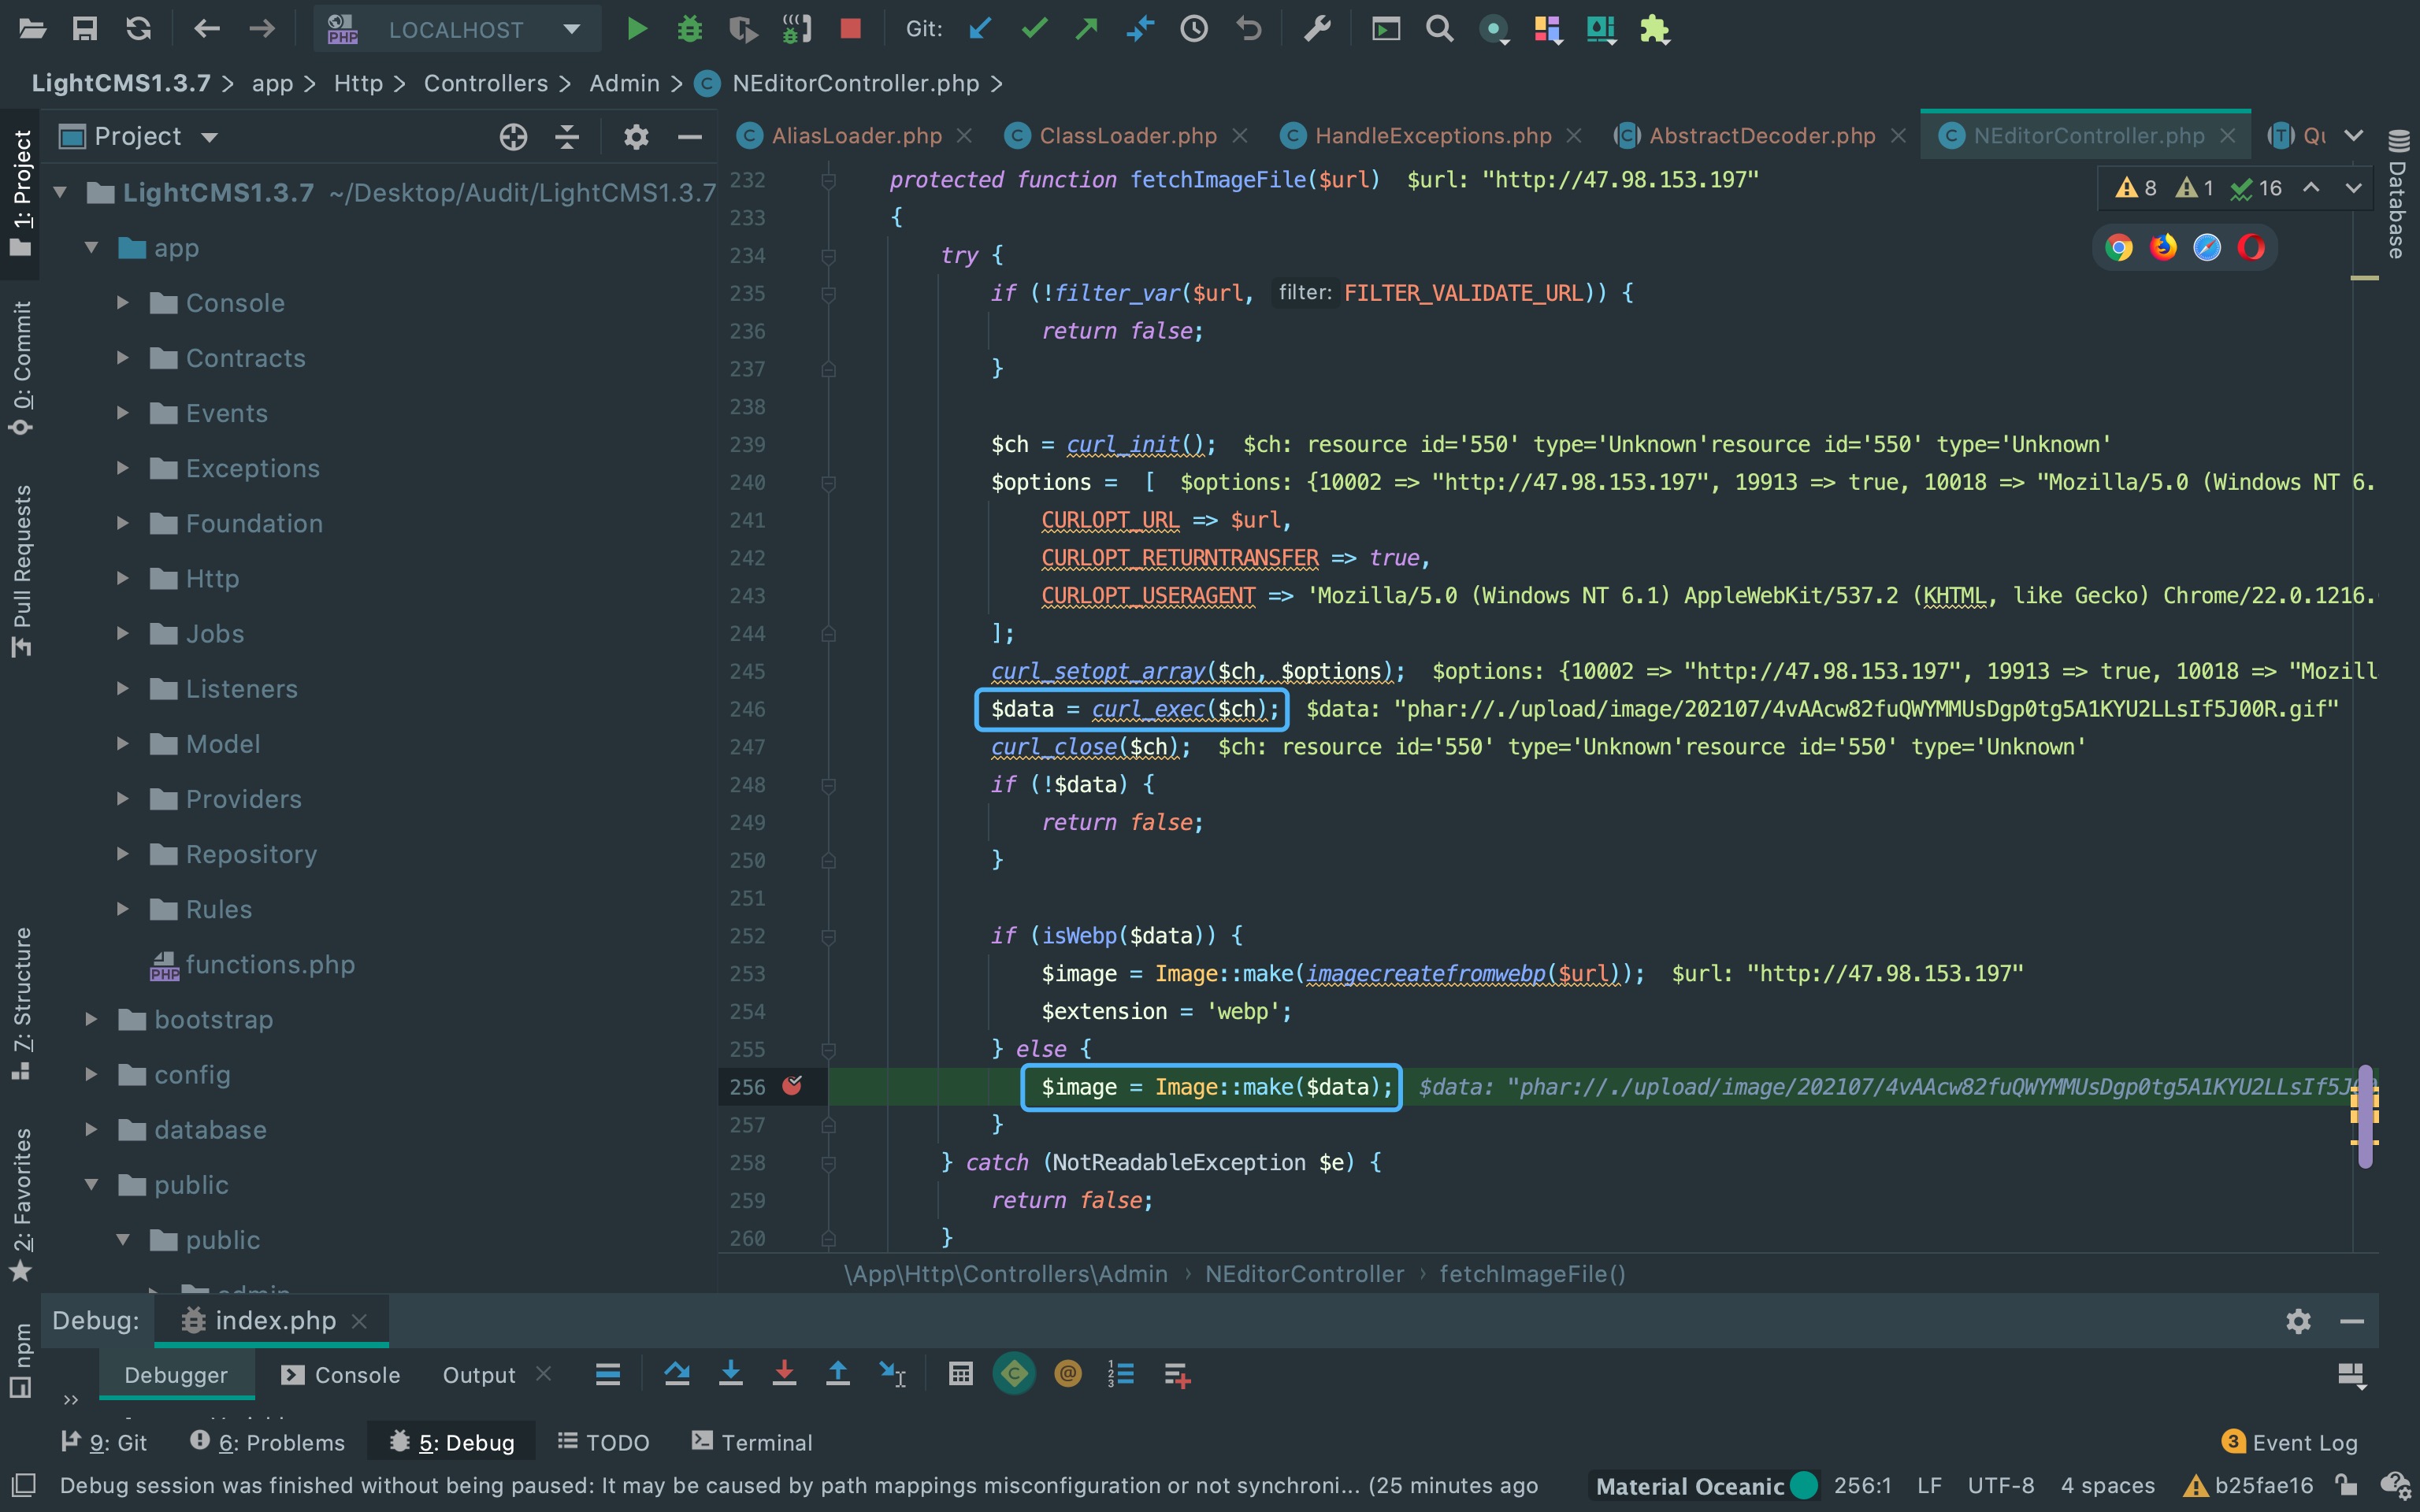 LOCALHOST
Git:
LightCMS1.3.7 > app > Http > Controllers > Admin > NEditorController.php >
Project
AliasLoader.php
ClassLoader.php
HandleExceptions.php
AbstractDecoder.php
NEditorController.php
1: Project
0: Commit
Pull Requests
7: Structure
2: Favorites
npm
Database
LightCMS1.3.7 ~/Desktop/Audit/LightCMS1.3.7
app
Console
Contracts
Events
Exceptions
Foundation
Http
Jobs
Listeners
Model
Providers
Repository
Rules
functions.php
bootstrap
config
database
public
public
8 1 16
232 protected function fetchImageFile($url) $url: "http://47.98.153.197"
233 {
234 try {
235 if (!filter_var($url, filter: FILTER_VALIDATE_URL)) {
236 return false;
237 }
238
239 $ch = curl_init(); $ch: resource id='550' type='Unknown'resource id='550' type='Unknown'
240 $options = [ $options: {10002 => "http://47.98.153.197", 19913 => true, 10018 => "Mozilla/5.0 (Windows NT 6.
241 CURLOPT_URL => $url,
242 CURLOPT_RETURNTRANSFER => true,
243 CURLOPT_USERAGENT => 'Mozilla/5.0 (Windows NT 6.1) AppleWebKit/537.2 (KHTML, like Gecko) Chrome/22.0.1216.
244 ];
245 curl_setopt_array($ch, $options); $options: {10002 => "http://47.98.153.197", 19913 => true, 10018 => "Mozill
246 $data = curl_exec($ch); $data: "phar://./upload/image/202107/4vAAcw82fuQWYMMUsDgp0tg5A1KYU2LLsIf5J00R.gif"
247 curl_close($ch); $ch: resource id='550' type='Unknown'resource id='550' type='Unknown'
248 if (!$data) {
249 return false;
250 }
251
252 if (isWebp($data)) {
253 $image = Image::make(imagecreatefromwebp($url)); $url: "http://47.98.153.197"
254 $extension = 'webp';
255 } else {
256 $image = Image::make($data); $data: "phar://./upload/image/202107/4vAAcw82fuQWYMMUsDgp0tg5A1KYU2LLsIf5J
257 }
258 } catch (NotReadableException $e) {
259 return false;
260 }
\App\Http\Controllers\Admin › NEditorController › fetchImageFile()
Debug: index.php
Debugger Console Output
9: Git 6: Problems 5: Debug TODO Terminal 3 Event Log
Debug session was finished without being paused: It may be caused by path mappings misconfiguration or not synchroni... (25 minutes ago Material Oceanic 256:1 LF UTF-8 4 spaces b25fae16